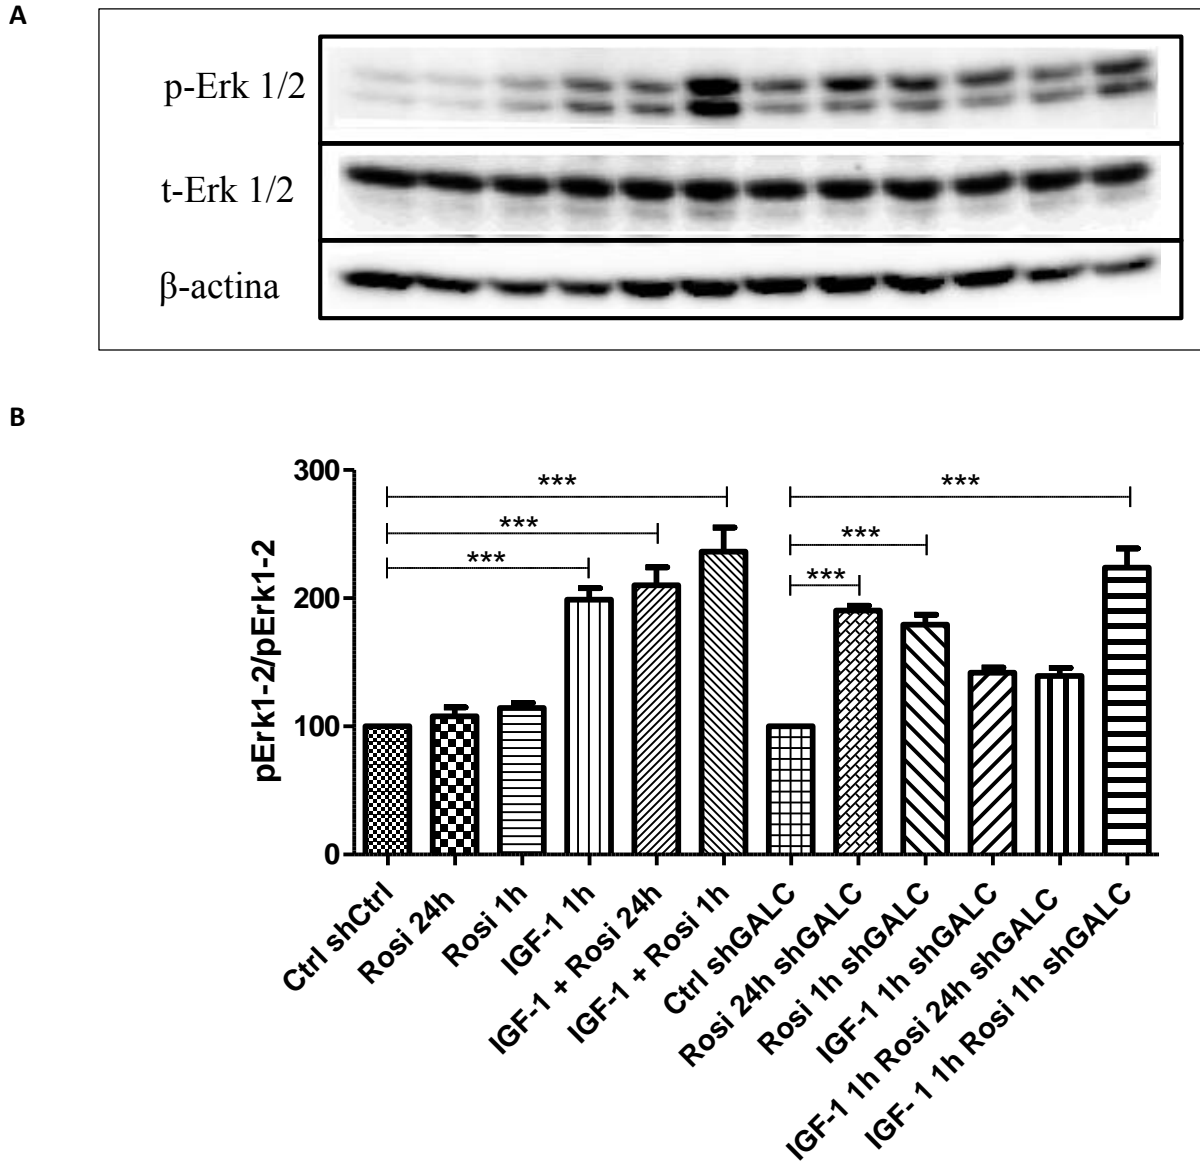 A
p-Erk 1/2
t-Erk 1/2
β-actina
B
pErk1-2/pErk1-2
300
200
100
0
***
***
***
***
***
***
Ctrl shCtrl
Rosi 24h
Rosi 1h
IGF-1 1h
IGF-1 + Rosi 24h
IGF-1 + Rosi 1h
Ctrl shGALC
Rosi 24h shGALC
Rosi 1h shGALC
IGF-1 1h shGALC
IGF-1 1h Rosi 24h shGALC
IGF- 1 1h Rosi 1h shGALC